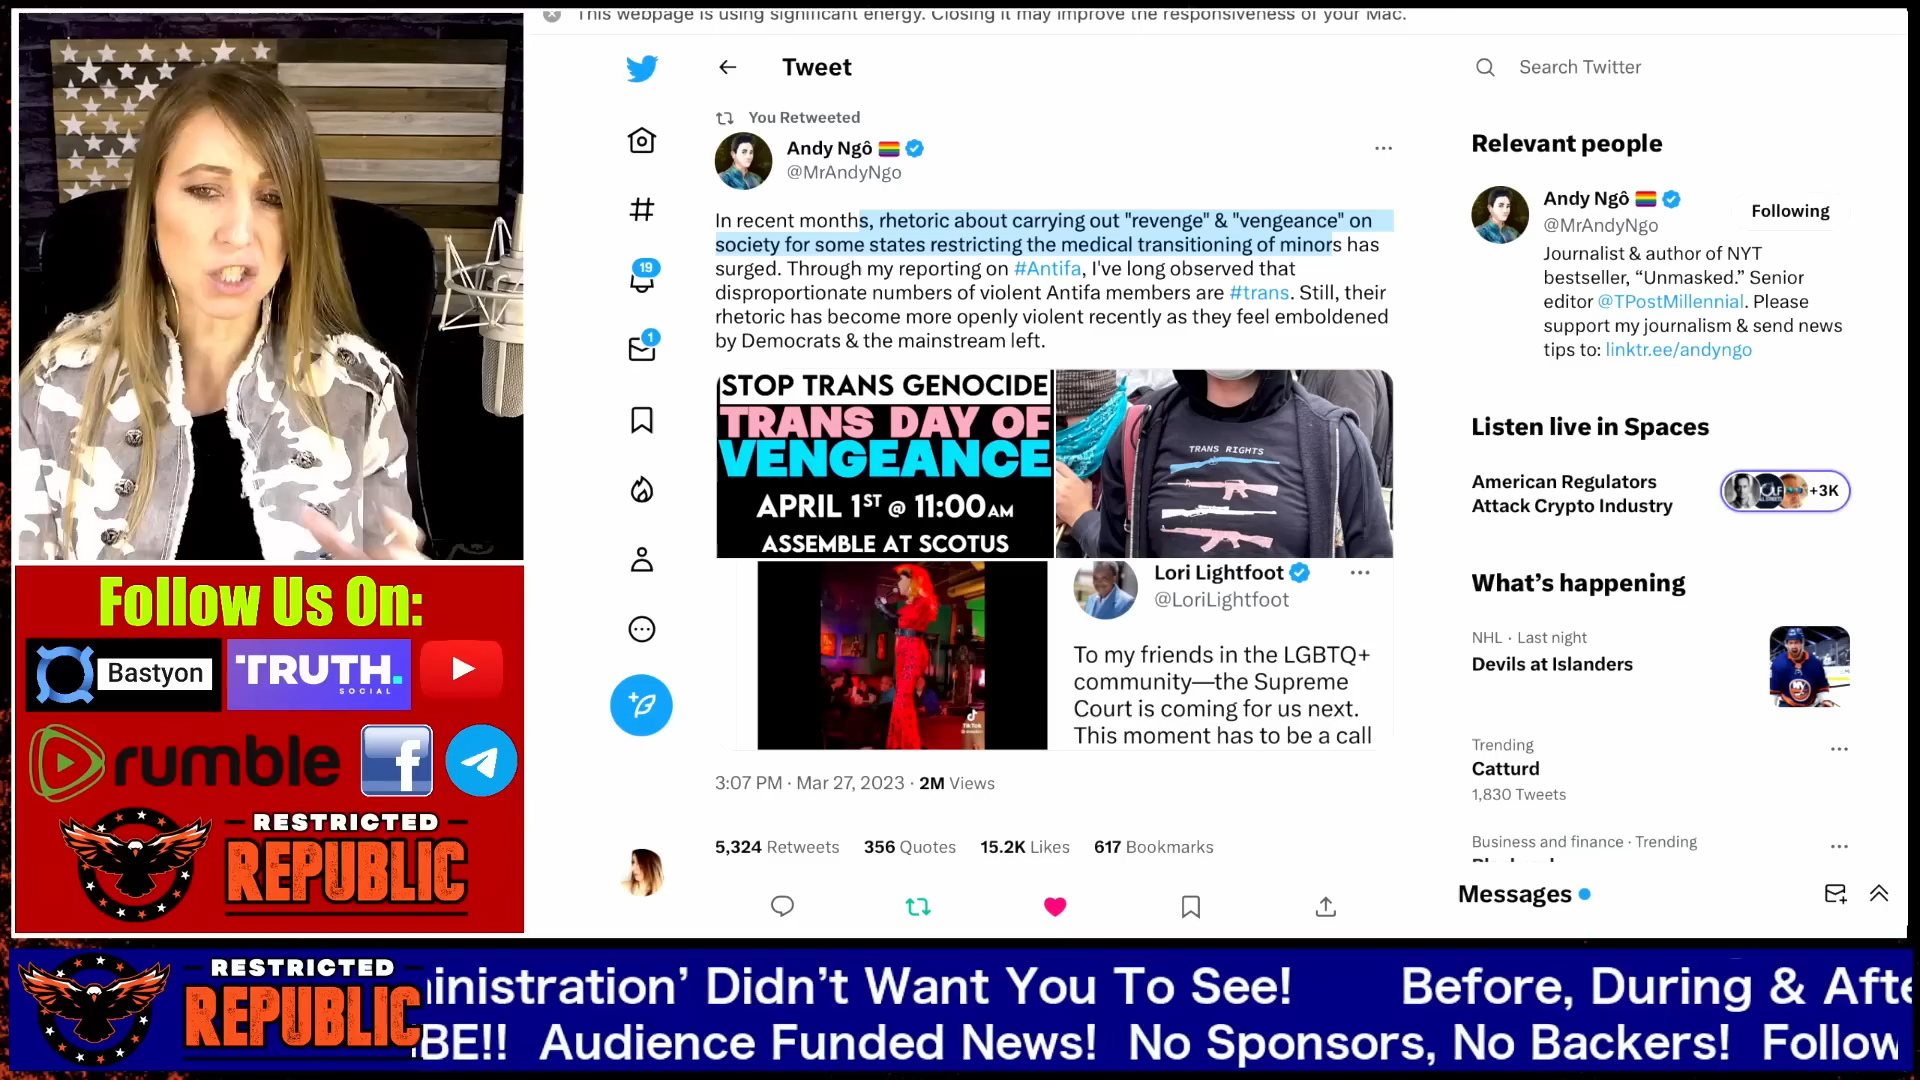 This webpage is using significant energy. Closing it may improve the responsiveness of your Mac.
Tweet
You Retweeted
Andy Ngô
@MrAndyNgo
In recent months, rhetoric about carrying out "revenge" & "vengeance" on
society for some states restricting the medical transitioning of minors has
surged. Through my reporting on #Antifa, I've long observed that
disproportionate numbers of violent Antifa members are #trans. Still, their
rhetoric has become more openly violent recently as they feel emboldened
by Democrats & the mainstream left.
STOP TRANS GENOCIDE
TRANS DAY OF
VENGEANCE
APRIL 1ST @ 11:00AM
ASSEMBLE AT SCOTUS
TRANS RIGHTS
TikTok
Lori Lightfoot
@LoriLightfoot
To my friends in the LGBTQ+
community—the Supreme
Court is coming for us next.
This moment has to be a call
3:07 PM · Mar 27, 2023 · 2M Views
5,324 Retweets 356 Quotes 15.2K Likes 617 Bookmarks
19
1
Search Twitter
Relevant people
Andy Ngô
@MrAndyNgo
Following
Journalist & author of NYT
bestseller, “Unmasked.” Senior
editor @TPostMillennial. Please
support my journalism & send news
tips to: linktr.ee/andyngo
Listen live in Spaces
American Regulators
Attack Crypto Industry
+3K
What’s happening
NHL · Last night
Devils at Islanders
Trending
Catturd
1,830 Tweets
Business and finance · Trending
Messages
Follow Us On:
Bastyon
TRUTH.
SOCIAL
rumble
RESTRICTED
REPUBLIC
RESTRICTED
REPUBLIC
inistration’ Didn’t Want You To See! Before, During & Afte
BE!! Audience Funded News! No Sponsors, No Backers! Follow